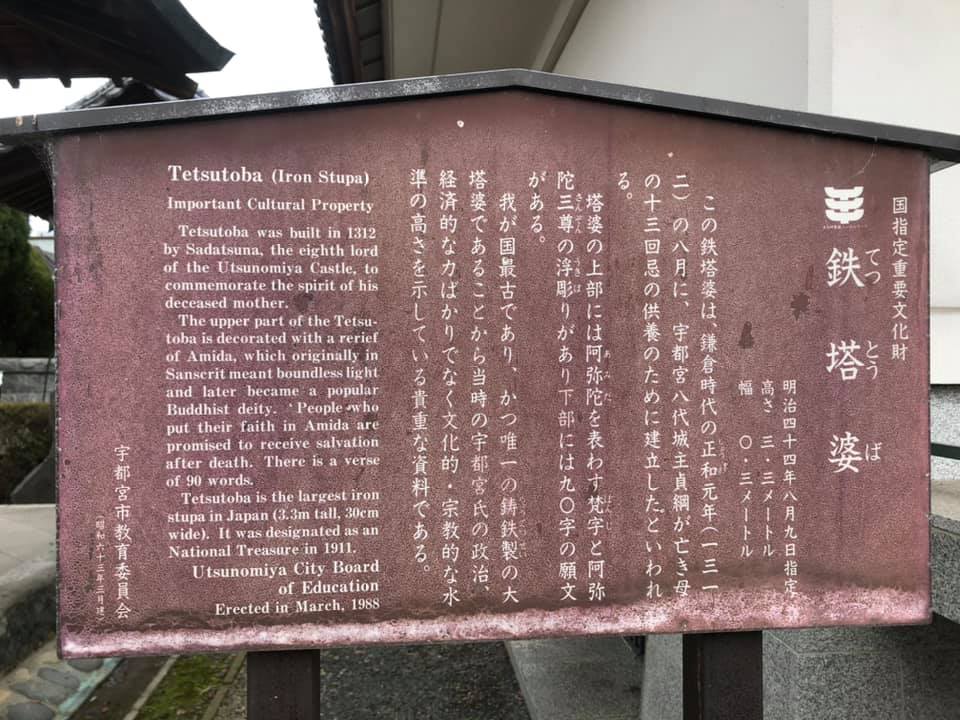 国指定重要文化財
鉄塔婆
てっとうば
明治四十四年八月九日指定
高さ 三・三メートル
幅 〇・三メートル
この鉄塔婆は、鎌倉時代の正和元年(一三一
二)の八月に、宇都宮八代城主貞綱が亡き母
の十三回忌の供養のために建立したといわれ
る。
塔婆の上部には阿弥陀を表わす梵字と阿弥
陀三尊の浮彫りがあり下部には九〇字の願文
がある。
我が国最古であり、かつ唯一の鋳鉄製の大
塔婆であることから当時の宇都宮氏の政治、
経済的な力ばかりでなく文化的・宗教的な水
準の高さを示している貴重な資料である。
宇都宮市教育委員会
(昭和六十三年三月建)
Tetsutoba (Iron Stupa)
Important Cultural Property
Tetsutoba was built in 1312
by Sadatsuna, the eighth lord
of the Utsunomiya Castle, to
commemorate the spirit of his
deceased mother.
The upper part of the Tetsu-
toba is decorated with a rerief
of Amida, which originally in
Sanscrit meant boundless light
and later became a popular
Buddhist deity. People who
put their faith in Amida are
promised to receive salvation
after death. There is a verse
of 90 words.
Tetsutoba is the largest iron
stupa in Japan (3.3m tall, 30cm
wide). It was designated as an
National Treasure in 1911.
Utsunomiya City Board
of Education
Erected in March, 1988